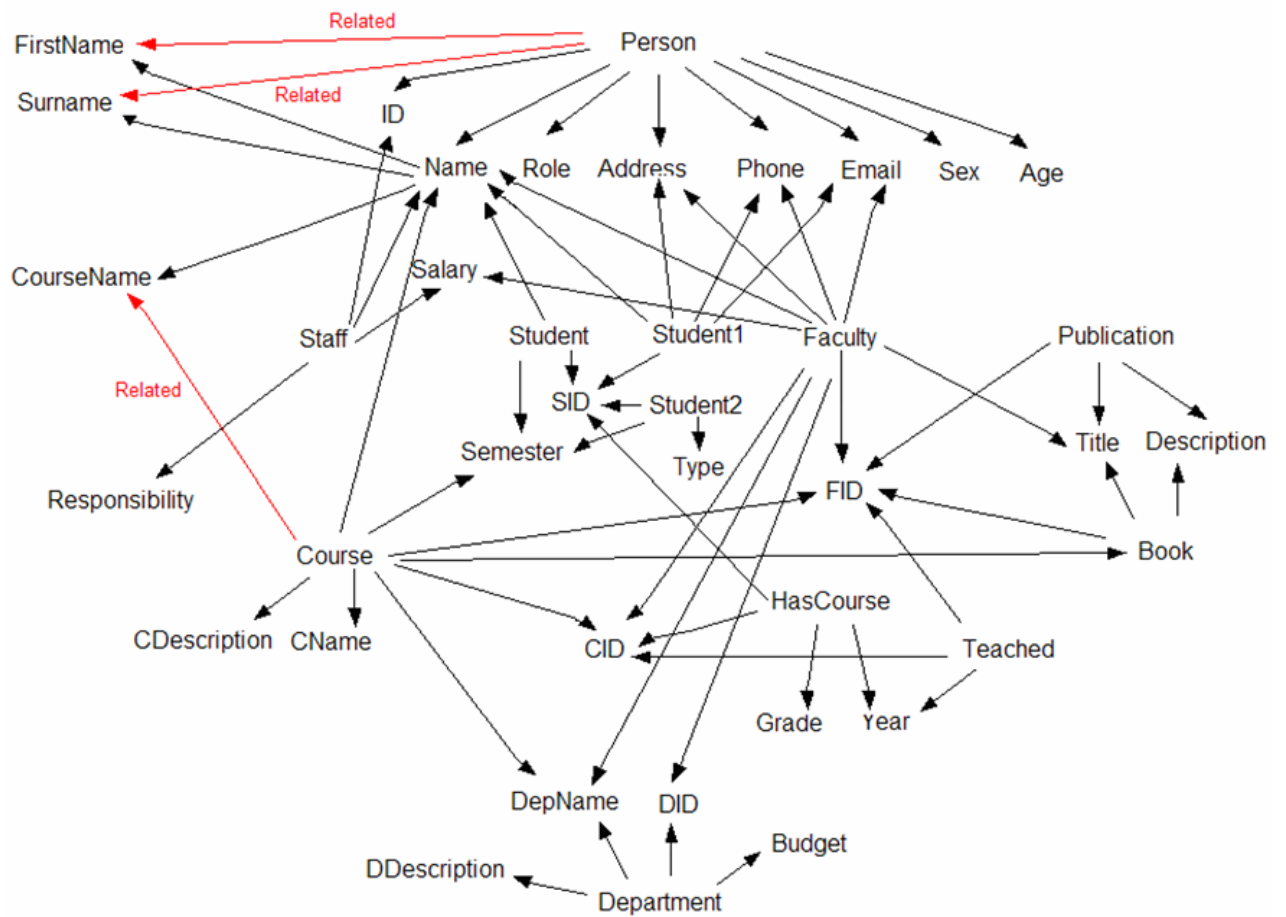 Related
FirstName
Person
Surname
Related
ID
Name
Role
Address
Phone
Email
Sex
Age
CourseName
Salary
Staff
Student
Student1
Faculty
Publication
Related
SID
Student2
Semester
Type
Title
Description
Responsibility
FID
Course
Book
HasCourse
CDescription
CName
CID
Teached
Grade
Year
DepName
DID
Budget
DDescription
Department